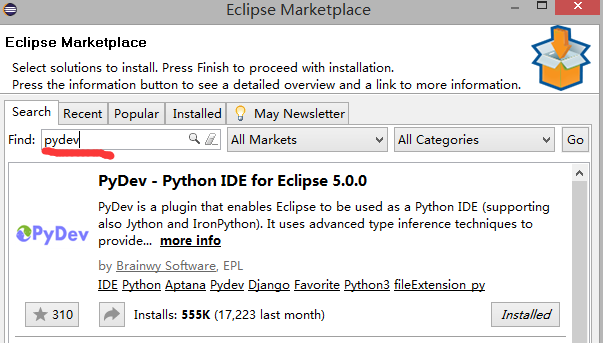 Eclipse Marketplace
Eclipse Marketplace
Select solutions to install. Press Finish to proceed with installation.
Press the information button to see a detailed overview and a link to more information.
Search Recent Popular Installed May Newsletter
Find: pydev All Markets All Categories Go
PyDev - Python IDE for Eclipse 5.0.0
PyDev is a plugin that enables Eclipse to be used as a Python IDE (supporting
also Jython and IronPython). It uses advanced type inference techniques to
provide... more info
PyDev
by Brainwy Software, EPL
IDE Python Aptana Pydev Django Favorite Python3 fileExtension_py
310 Installs: 555K (17,223 last month) Installed